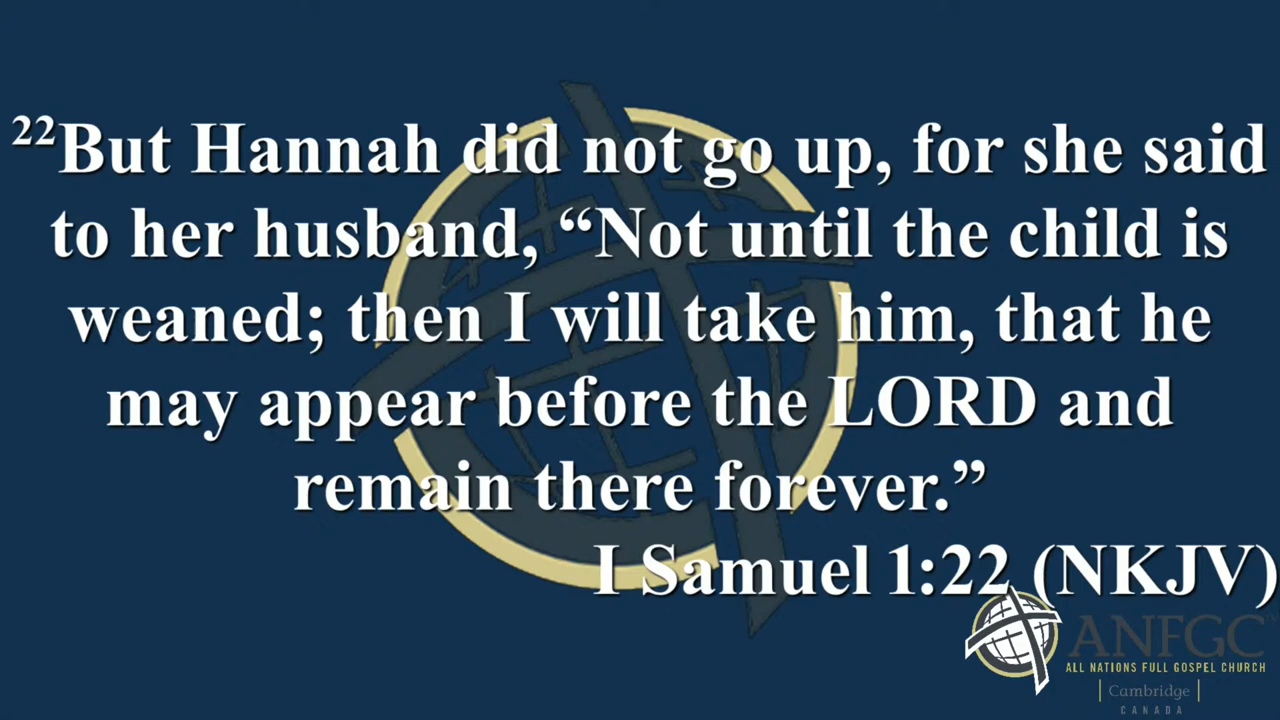 22But Hannah did not go up, for she said
to her husband, “Not until the child is
weaned; then I will take him, that he
may appear before the LORD and
remain there forever.”
I Samuel 1:22 (NKJV)
ANFGC
ALL NATIONS FULL GOSPEL CHURCH
| Cambridge |
CANADA